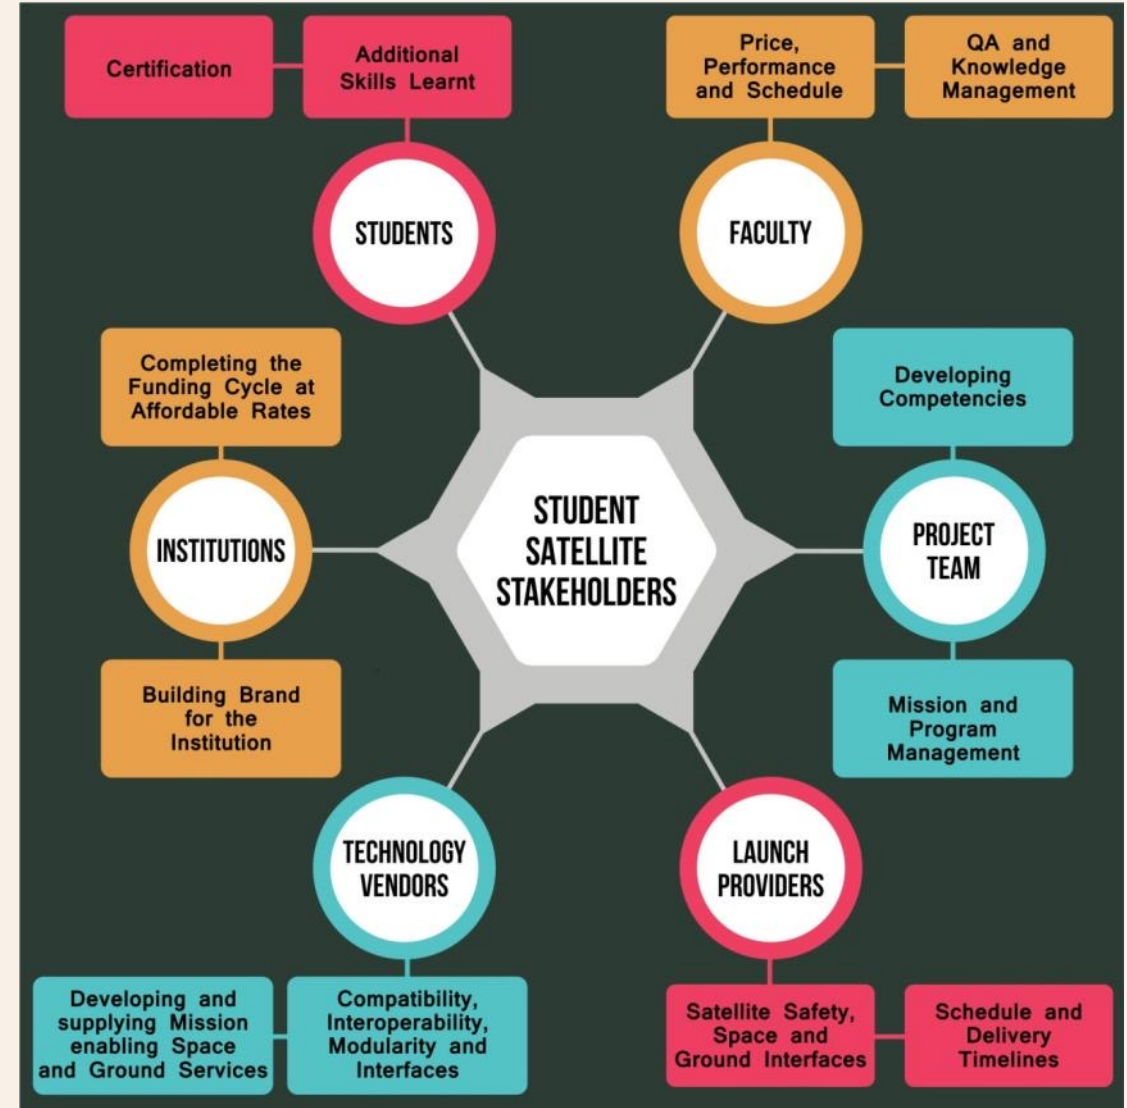 Certification
Additional
Skills Learnt
Price,
Performance
and Schedule
QA and
Knowledge
Management
STUDENTS
FACULTY
Completing the
Funding Cycle at
Affordable Rates
Developing
Competencies
INSTITUTIONS
STUDENT
SATELLITE
STAKEHOLDERS
PROJECT
TEAM
Building Brand
for the
Institution
Mission and
Program
Management
TECHNOLOGY
VENDORS
LAUNCH
PROVIDERS
Developing and
supplying Mission
enabling Space
and Ground Services
Compatibility,
Interoperability,
Modularity and
Interfaces
Satellite Safety,
Space and
Ground Interfaces
Schedule and
Delivery
Timelines